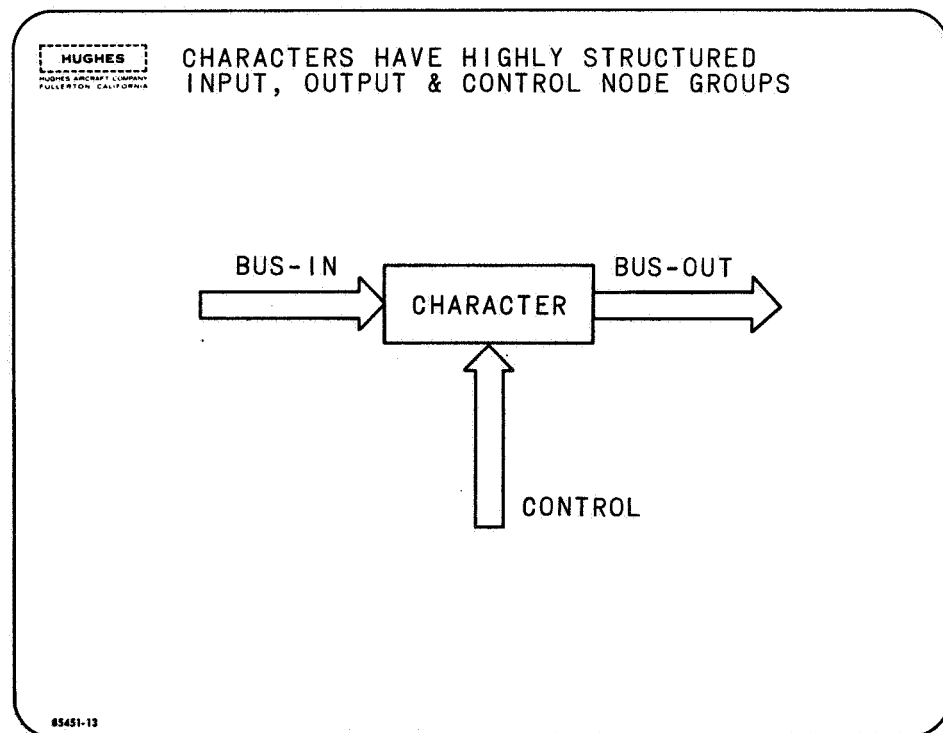 HUGHES
HUGHES AIRCRAFT COMPANY
FULLERTON, CALIFORNIA
CHARACTERS HAVE HIGHLY STRUCTURED
INPUT, OUTPUT & CONTROL NODE GROUPS
BUS-IN
CHARACTER
BUS-OUT
CONTROL
85451-13